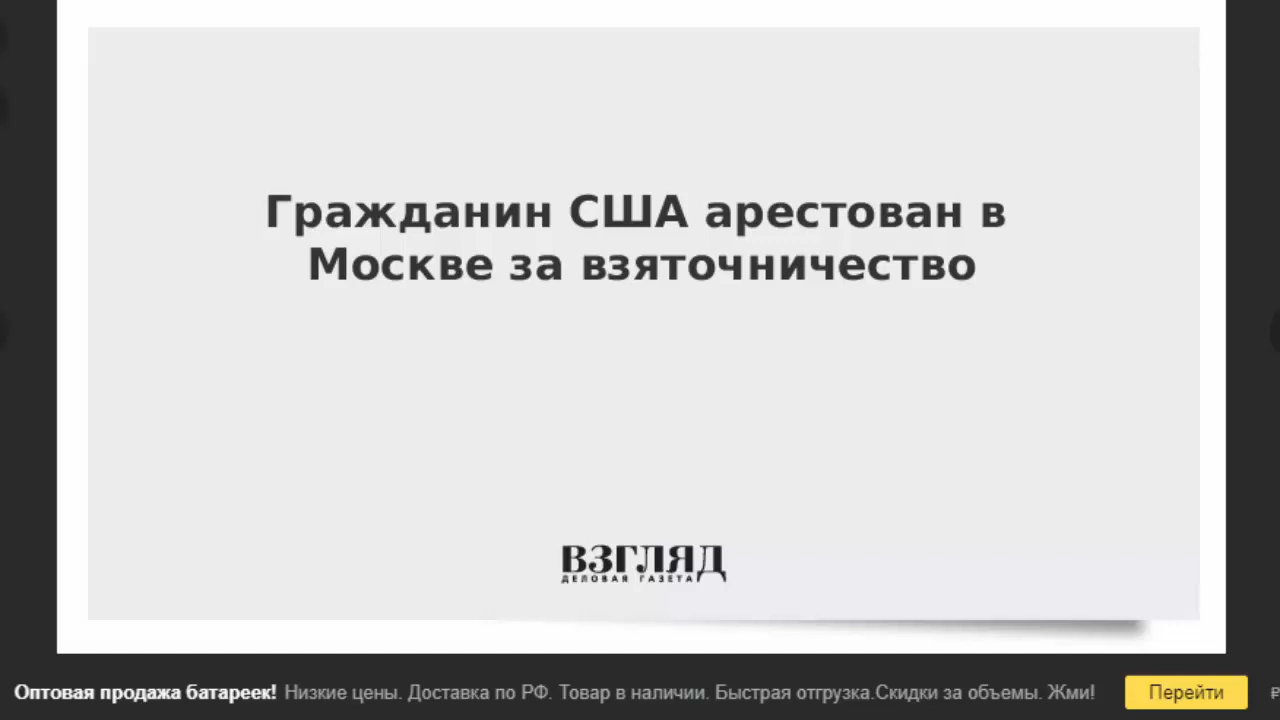 Гражданин США арестован в
Москве за взяточничество
ВЗГЛЯД
ДЕЛОВАЯ ГАЗЕТА
Оптовая продажа батареек! Низкие цены. Доставка по РФ. Товар в наличии. Быстрая отгрузка.Скидки за объемы. Жми! Перейти